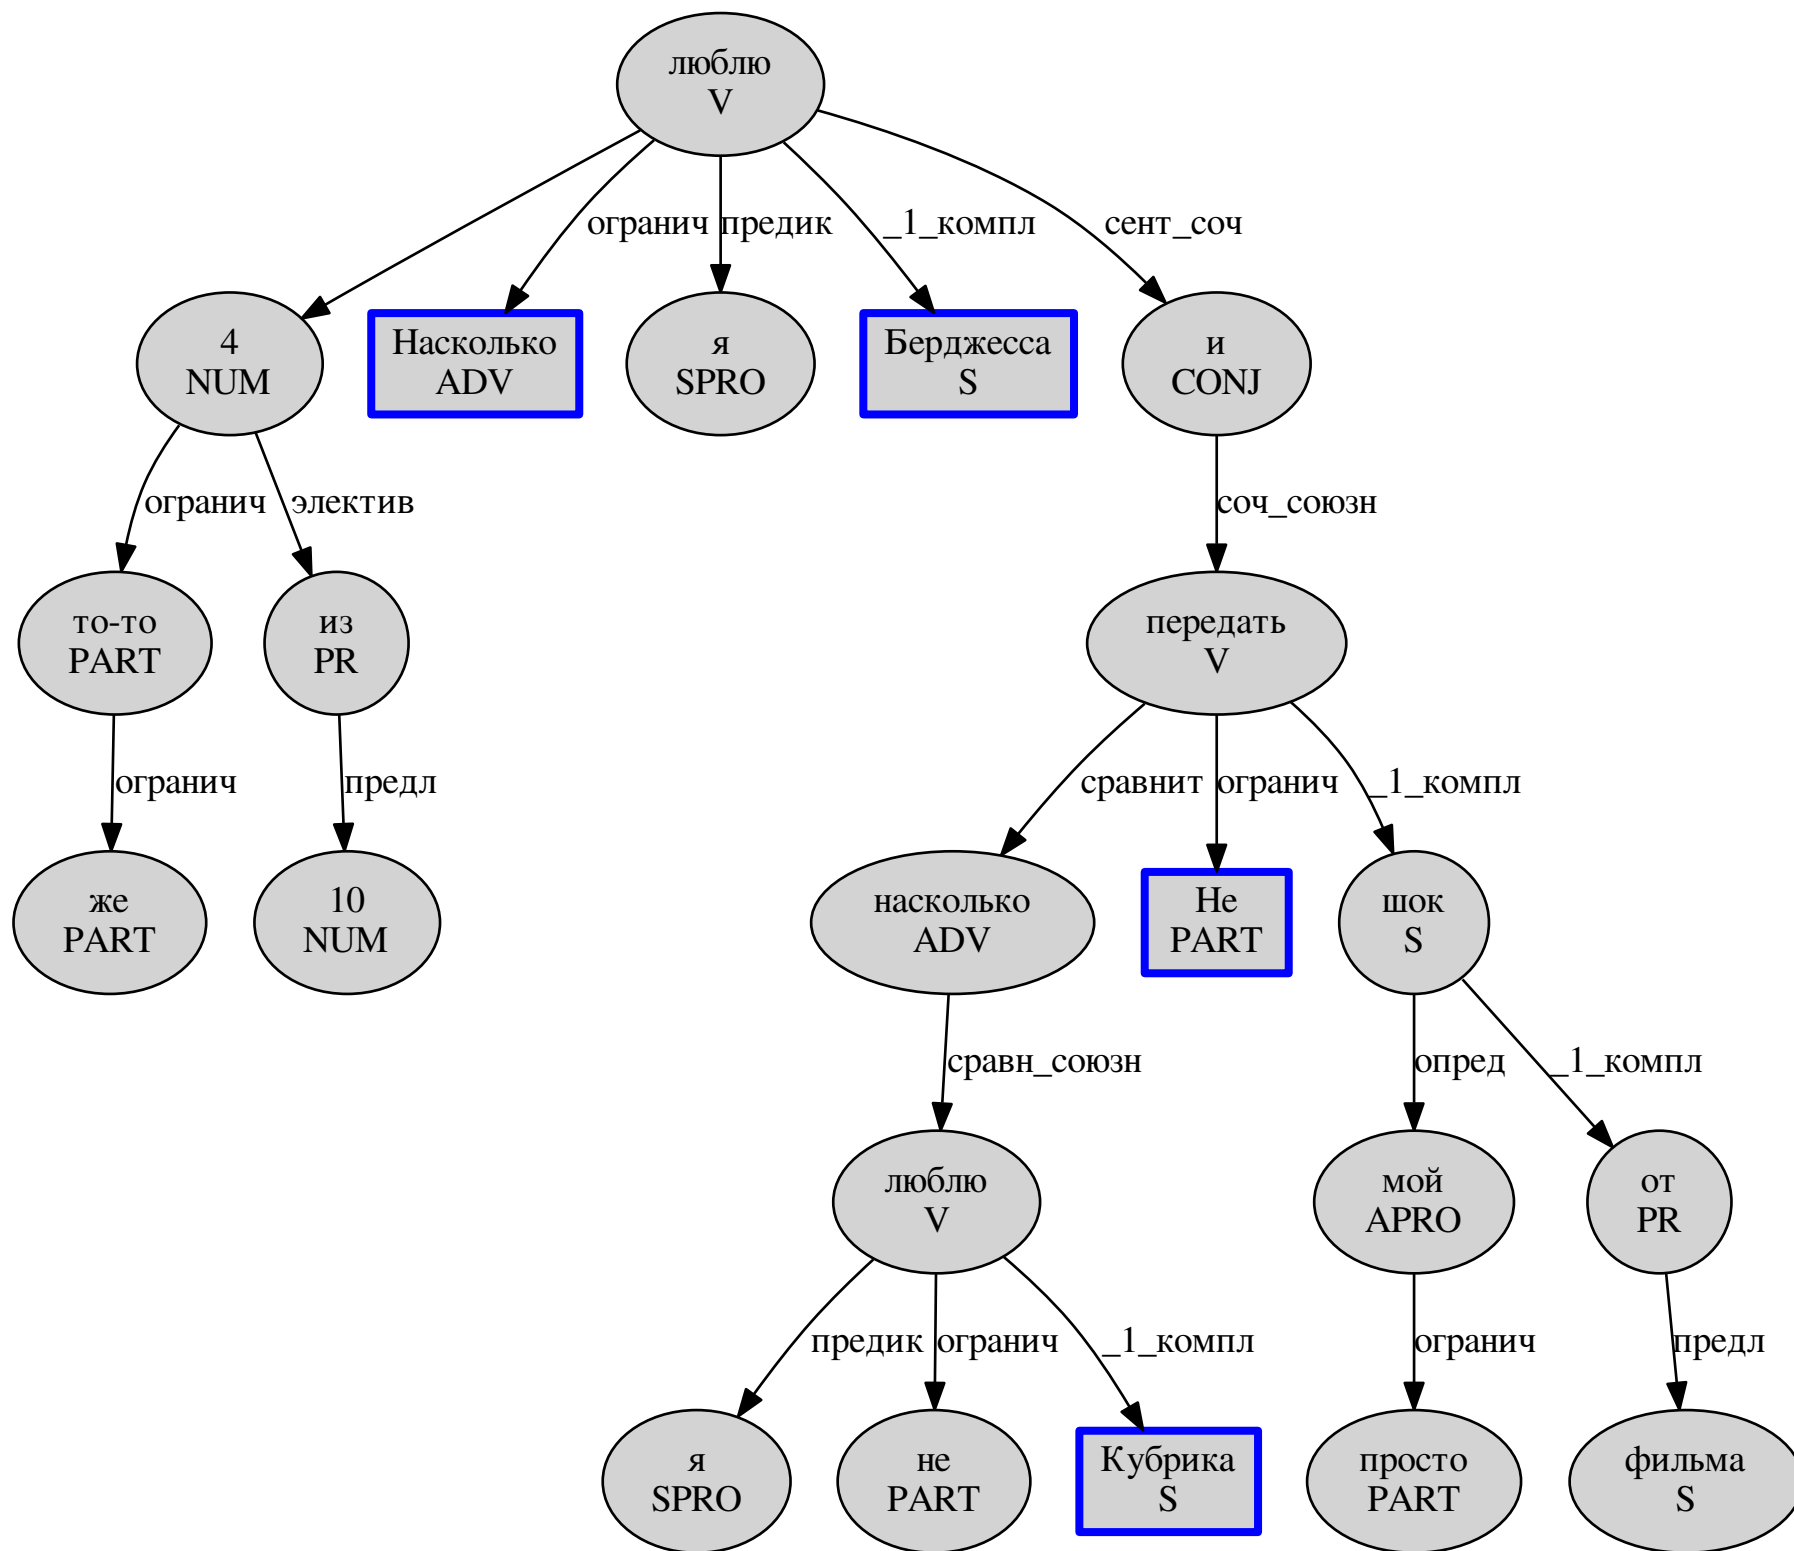 люблю
V
огранич
предик
_1_компл
сент_соч
4
NUM
Насколько
ADV
я
SPRO
Берджесса
S
и
CONJ
огранич
электив
соч_союзн
то-то
PART
из
PR
передать
V
огранич
предл
сравнит
огранич
_1_компл
же
PART
10
NUM
насколько
ADV
Не
PART
шок
S
сравн_союзн
опред
_1_компл
люблю
V
мой
APRO
от
PR
предик
огранич
_1_компл
огранич
предл
я
SPRO
не
PART
Кубрика
S
просто
PART
фильма
S